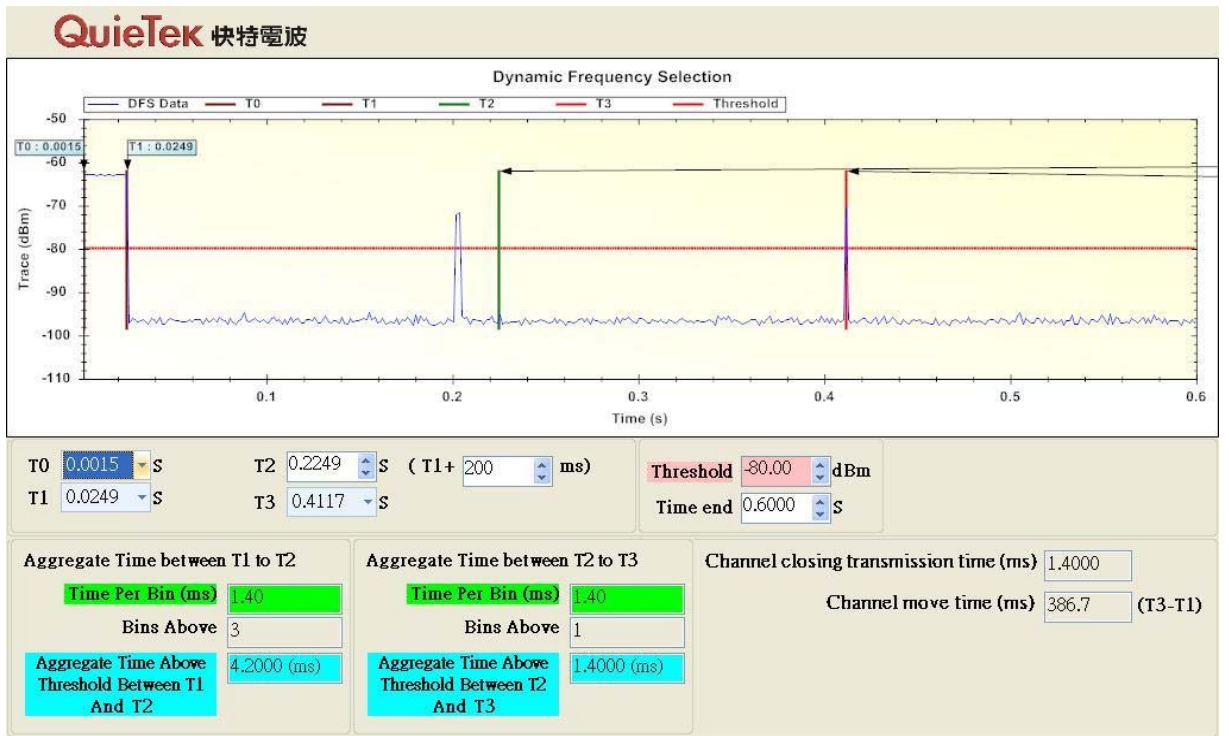 QuieTek 快特電波
Dynamic Frequency Selection
DFS Data T0 T1 T2 T3 Threshold
T0 : 0.0015
T1 : 0.0249
Trace (dBm)
-50
-60
-70
-80
-90
-100
-110
0.1 0.2 0.3 0.4 0.5 0.6
Time (s)
T0 0.0015 S T2 0.2249 S ( T1+ 200 ms) Threshold -80.00 dBm
T1 0.0249 S T3 0.4117 S Time end 0.6000 S
Aggregate Time between T1 to T2
Time Per Bin (ms) 1.40
Bins Above 3
Aggregate Time Above
Threshold Between T1
And T2
4.2000 (ms)
Aggregate Time between T2 to T3
Time Per Bin (ms) 1.40
Bins Above 1
Aggregate Time Above
Threshold Between T2
And T3
1.4000 (ms)
Channel closing transmission time (ms) 1.4000
Channel move time (ms) 386.7 (T3-T1)